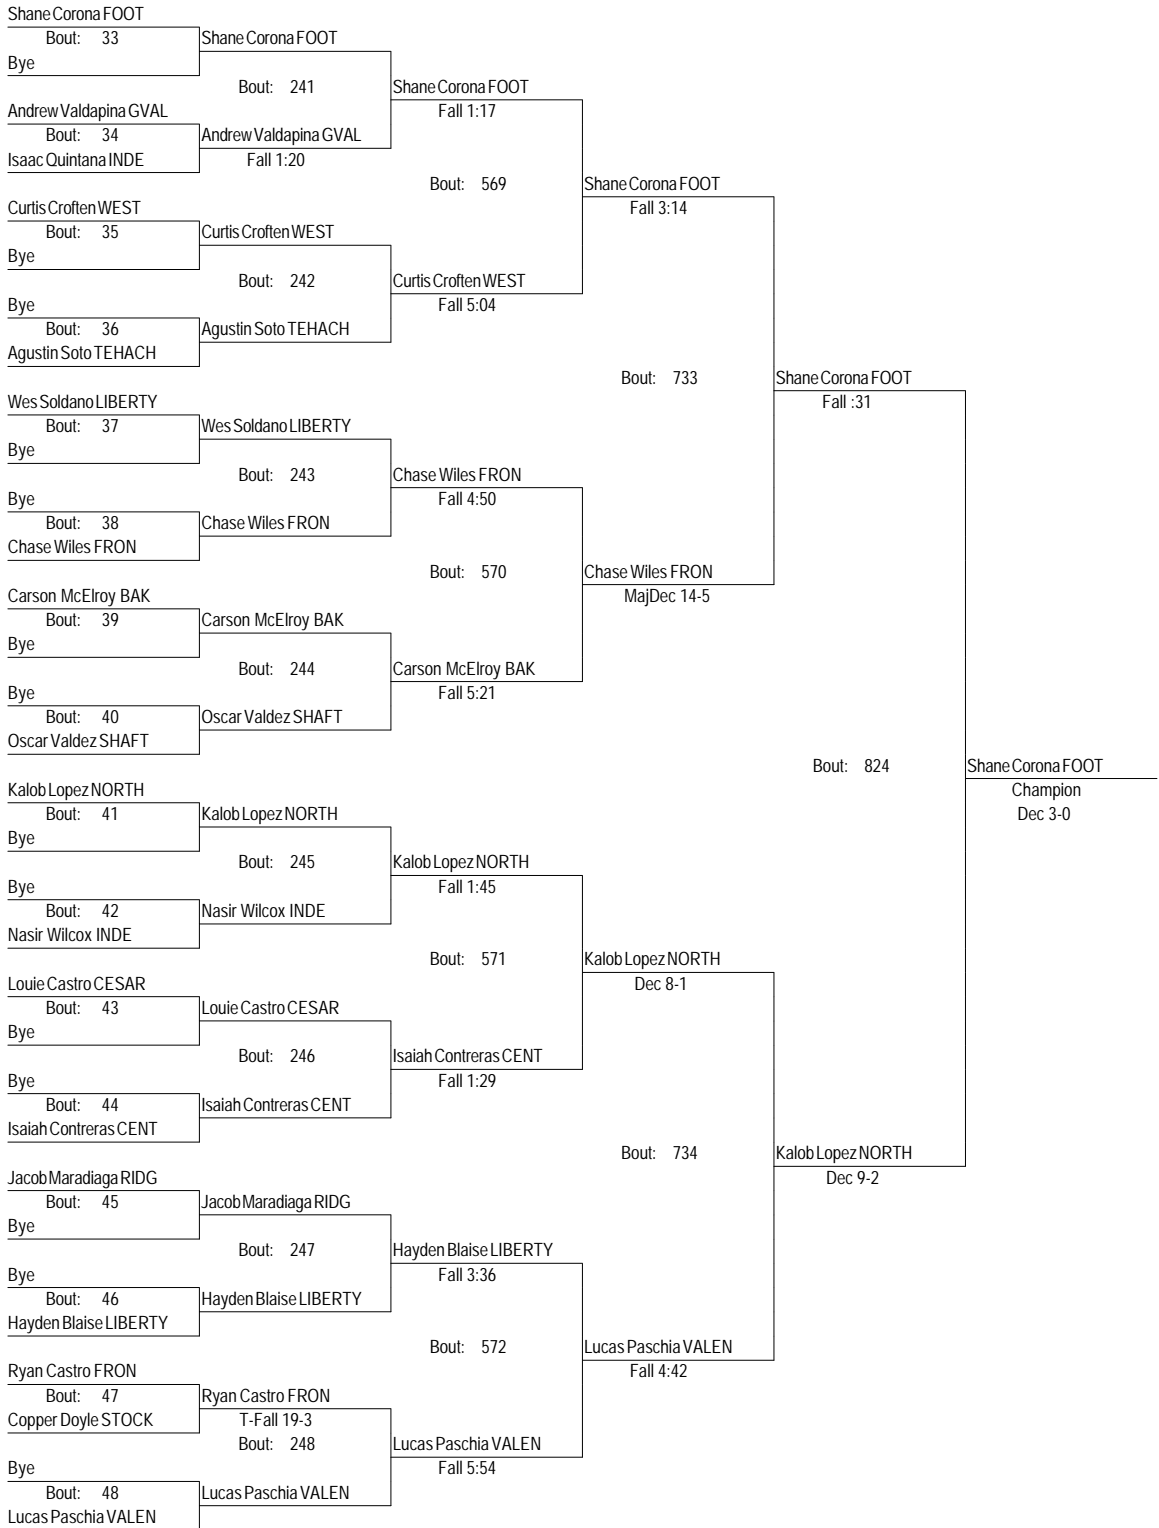 Shane Corona FOOT
Bout: 33 Shane Corona FOOT
Bye
Bout: 241 Shane Corona FOOT
Andrew Valdapina GVAL Fall 1:17
Bout: 34 Andrew Valdapina GVAL
Isaac Quintana INDE Fall 1:20
Bout: 569 Shane Corona FOOT
Curtis Croften WEST Fall 3:14
Bout: 35 Curtis Croften WEST
Bye
Bout: 242 Curtis Croften WEST
Bye Fall 5:04
Bout: 36 Agustin Soto TEHACH
Agustin Soto TEHACH
Bout: 733 Shane Corona FOOT
Wes Soldano LIBERTY Fall :31
Bout: 37 Wes Soldano LIBERTY
Bye
Bout: 243 Chase Wiles FRON
Bye Fall 4:50
Bout: 38 Chase Wiles FRON
Chase Wiles FRON
Bout: 570 Chase Wiles FRON
Carson McElroy BAK MajDec 14-5
Bout: 39 Carson McElroy BAK
Bye
Bout: 244 Carson McElroy BAK
Bye Fall 5:21
Bout: 40 Oscar Valdez SHAFT
Oscar Valdez SHAFT
Bout: 824 Shane Corona FOOT
Kalob Lopez NORTH Champion
Bout: 41 Kalob Lopez NORTH Dec 3-0
Bye
Bout: 245 Kalob Lopez NORTH
Bye Fall 1:45
Bout: 42 Nasir Wilcox INDE
Nasir Wilcox INDE
Bout: 571 Kalob Lopez NORTH
Louie Castro CESAR Dec 8-1
Bout: 43 Louie Castro CESAR
Bye
Bout: 246 Isaiah Contreras CENT
Bye Fall 1:29
Bout: 44 Isaiah Contreras CENT
Isaiah Contreras CENT
Bout: 734 Kalob Lopez NORTH
Jacob Maradiaga RIDG Dec 9-2
Bout: 45 Jacob Maradiaga RIDG
Bye
Bout: 247 Hayden Blaise LIBERTY
Bye Fall 3:36
Bout: 46 Hayden Blaise LIBERTY
Hayden Blaise LIBERTY
Bout: 572 Lucas Paschia VALEN
Ryan Castro FRON Fall 4:42
Bout: 47 Ryan Castro FRON
Copper Doyle STOCK T-Fall 19-3
Bout: 248 Lucas Paschia VALEN
Bye Fall 5:54
Bout: 48 Lucas Paschia VALEN
Lucas Paschia VALEN